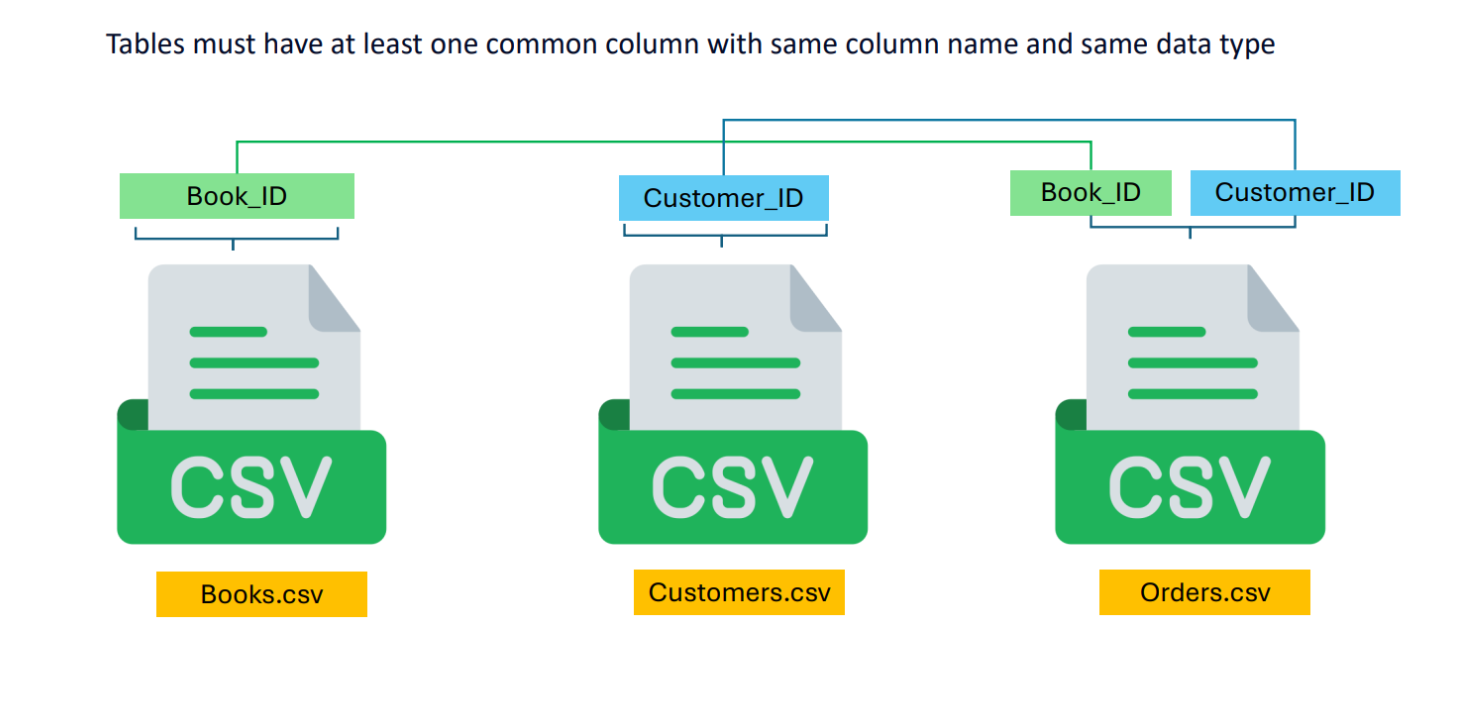 Tables must have at least one common column with same column name and same data type
Book_ID
Customer_ID
Book_ID
Customer_ID
CSV
CSV
CSV
Books.csv
Customers.csv
Orders.csv